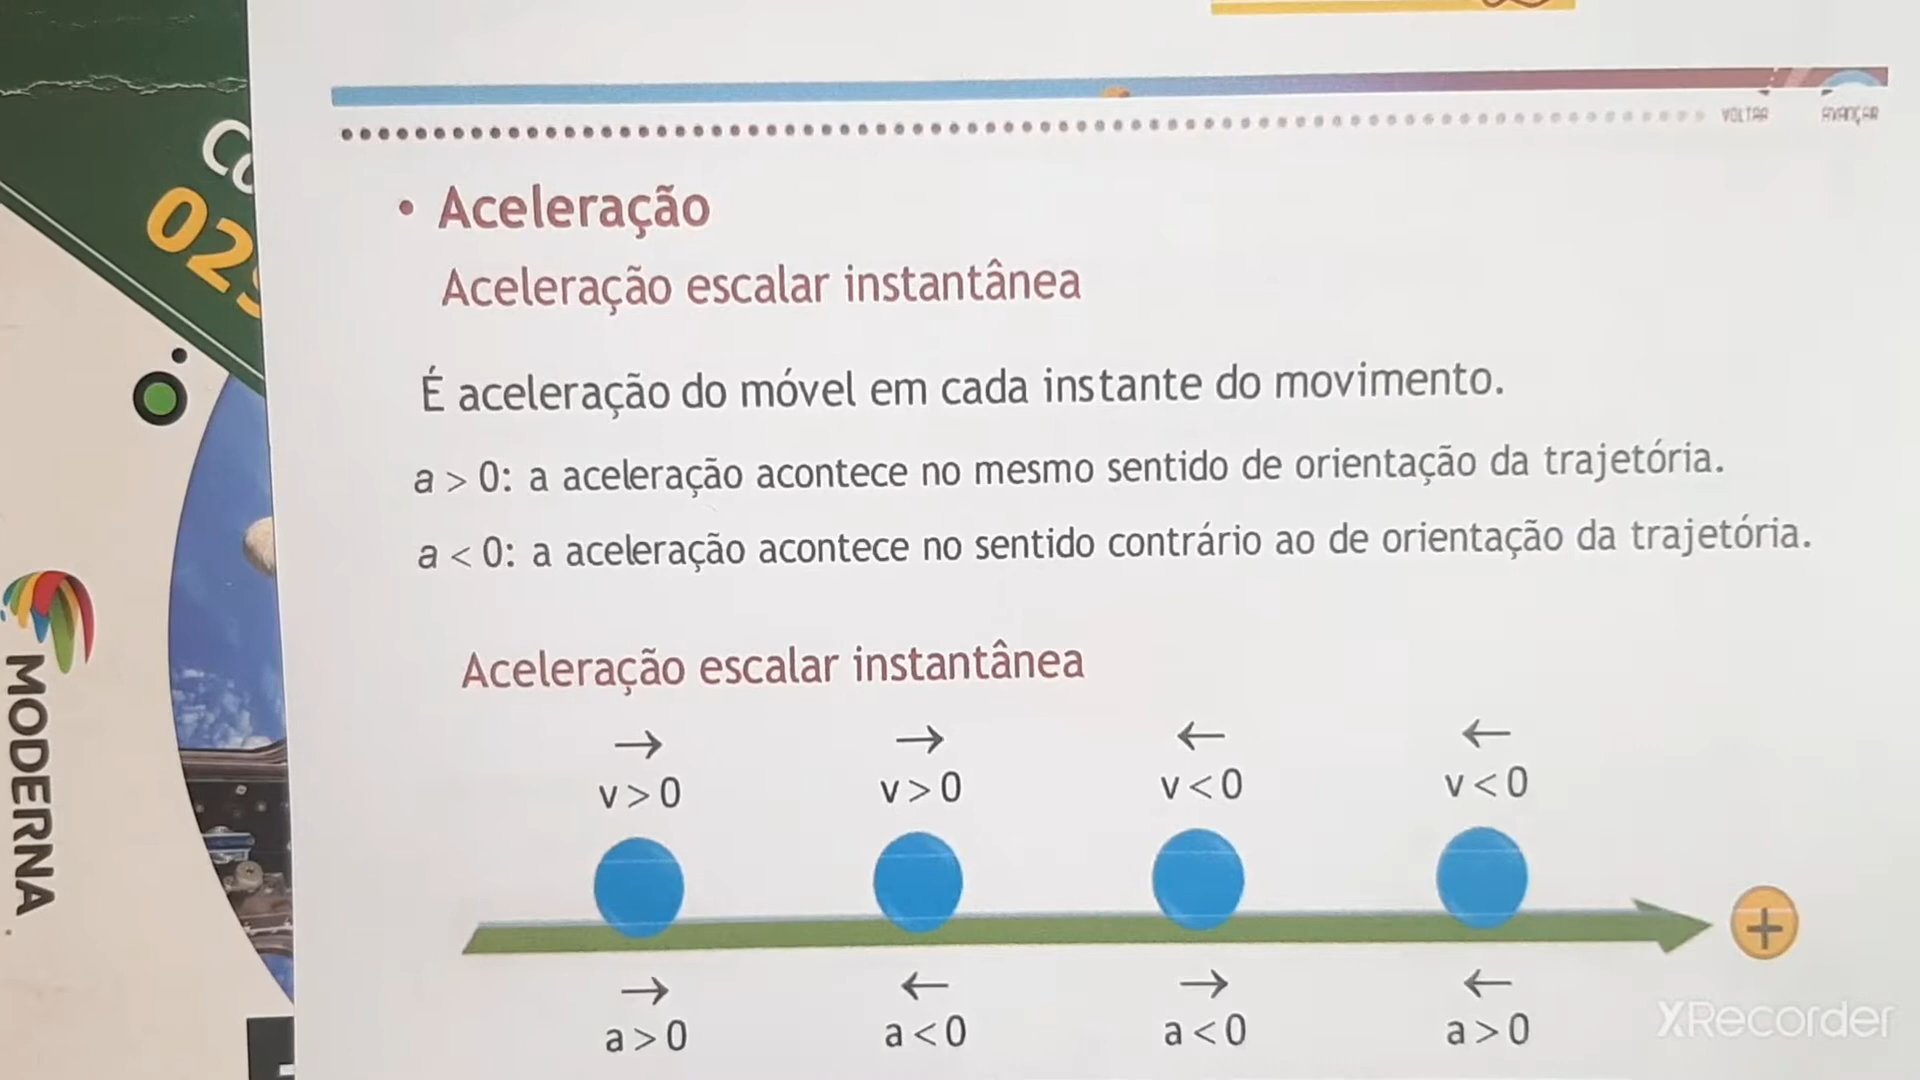 VOLTAR AVANÇAR
Co
029
• Aceleração
Aceleração escalar instantânea
É aceleração do móvel em cada instante do movimento.
a > 0: a aceleração acontece no mesmo sentido de orientação da trajetória.
a < 0: a aceleração acontece no sentido contrário ao de orientação da trajetória.
MODERNA
Aceleração escalar instantânea
→ → ← ←
v > 0 v > 0 v < 0 v < 0
+
→ ← → ←
a > 0 a < 0 a < 0 a > 0
XRecorder